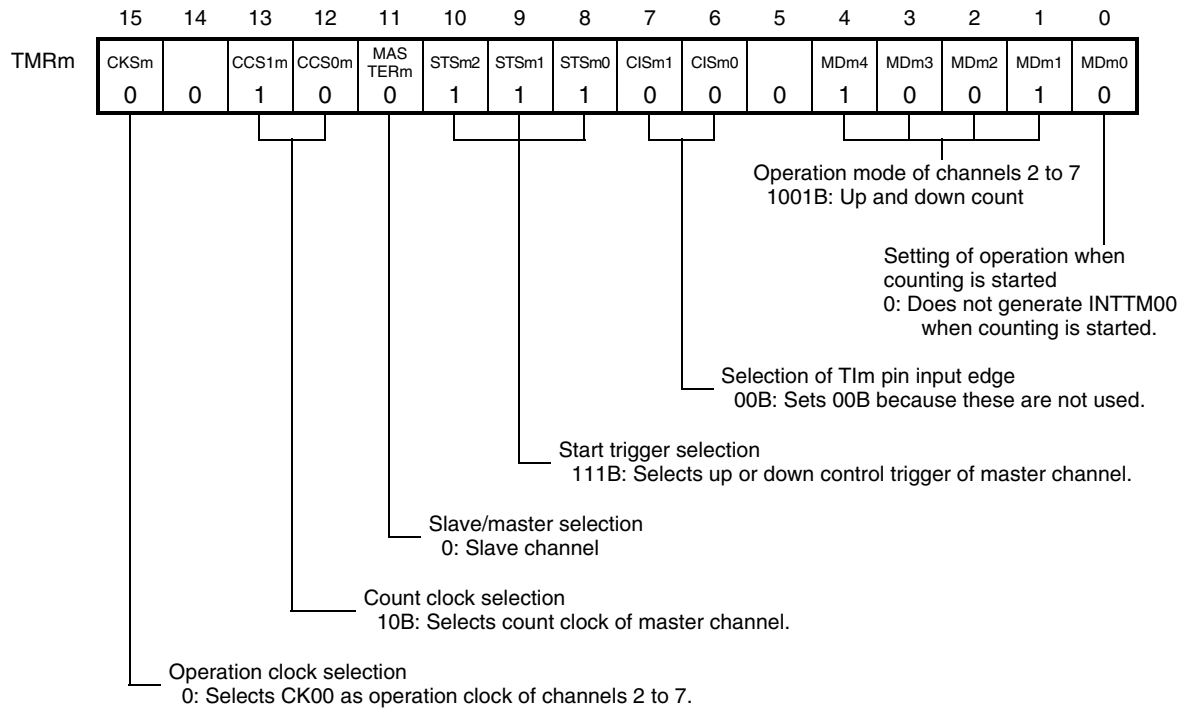 15 14 13 12 11 10 9 8 7 6 5 4 3 2 1 0
TMRm CKSm CCS1m CCS0m MAS TERm STSm2 STSm1 STSm0 CISm1 CISm0 MDm4 MDm3 MDm2 MDm1 MDm0
0 0 1 0 0 1 1 1 0 0 0 1 0 0 1 0
Operation mode of channels 2 to 7
1001B: Up and down count
Setting of operation when
counting is started
0: Does not generate INTTM00
when counting is started.
Selection of TIm pin input edge
00B: Sets 00B because these are not used.
Start trigger selection
111B: Selects up or down control trigger of master channel.
Slave/master selection
0: Slave channel
Count clock selection
10B: Selects count clock of master channel.
Operation clock selection
0: Selects CK00 as operation clock of channels 2 to 7.